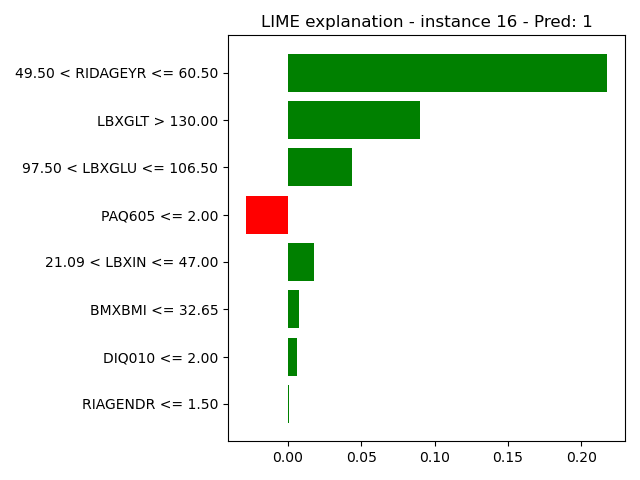 LIME explanation - instance 16 - Pred: 1
49.50 < RIDAGEYR <= 60.50
LBXGLT > 130.00
97.50 < LBXGLU <= 106.50
PAQ605 <= 2.00
21.09 < LBXIN <= 47.00
BMXBMI <= 32.65
DIQ010 <= 2.00
RIAGENDR <= 1.50
0.00 0.05 0.10 0.15 0.20